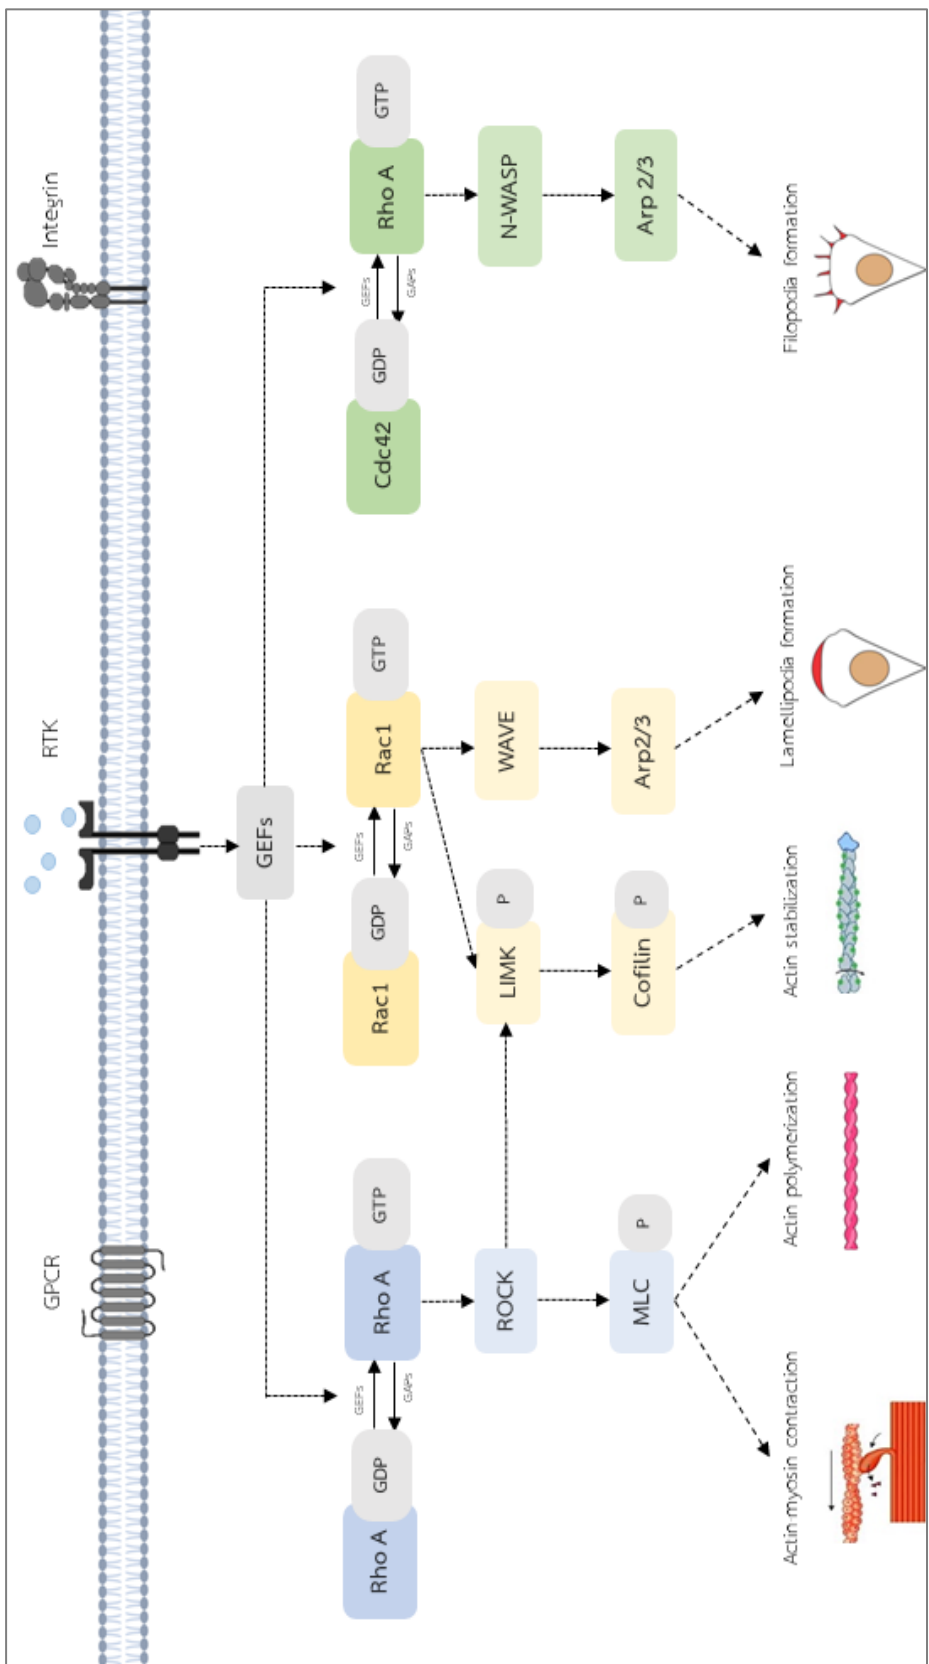 GPCR
RTK
Integrin
GEFs
Rho A
GDP
GEFs
GAPs
Rho A
GTP
Rac1
GDP
GEFs
GAPs
Rac1
GTP
Cdc42
GDP
GEFs
GAPs
Rho A
GTP
ROCK
LIMK
P
WAVE
N-WASP
MLC
P
Cofilin
P
Arp2/3
Arp 2/3
Actin-myosin contraction
Actin polymerization
Actin stabilization
Lamellipodia formation
Filopodia formation